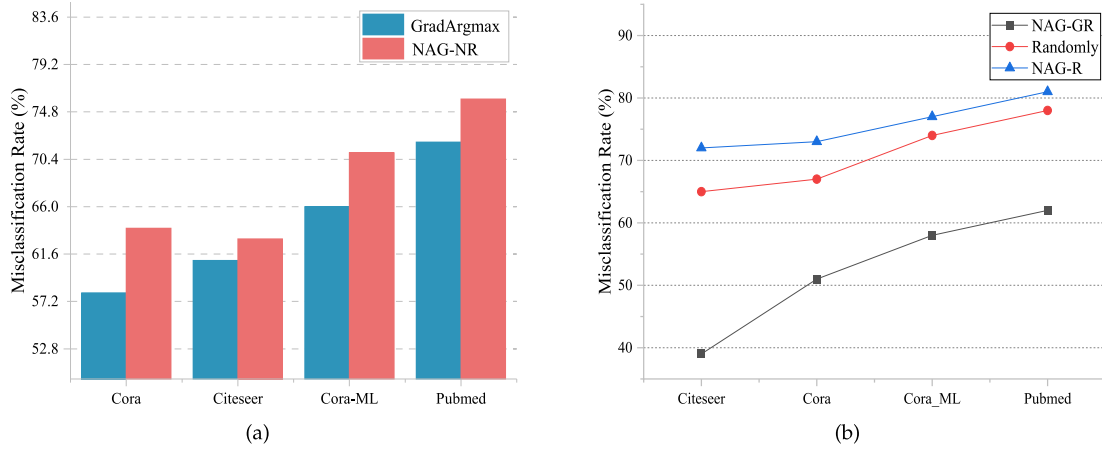 83.6
79.2
74.8
70.4
66.0
61.6
57.2
52.8
Misclassification Rate (%)
GradArgmax
NAG-NR
Cora Citeseer Cora-ML Pubmed
(a)
90
80
70
60
50
40
Misclassification Rate (%)
NAG-GR
Randomly
NAG-R
Citeseer Cora Cora_ML Pubmed
(b)